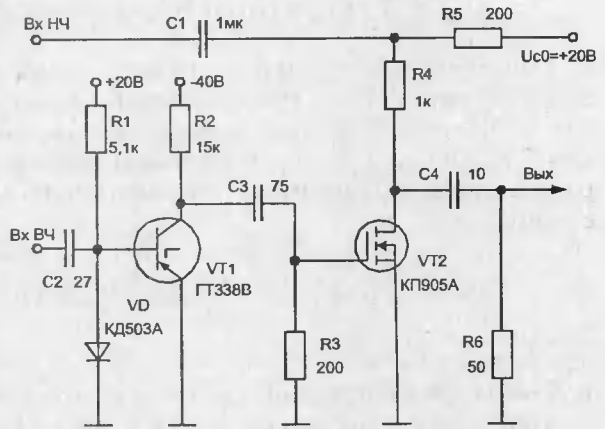 Вх НЧ
C1
1мк
R5
200
Uc0=+20В
+20В
-40В
R1
5,1к
R2
15к
R4
1к
C3
75
C4
10
Вых
Вх ВЧ
C2
27
VT1
ГТ338В
VT2
КП905А
VD
КД503А
R3
200
R6
50